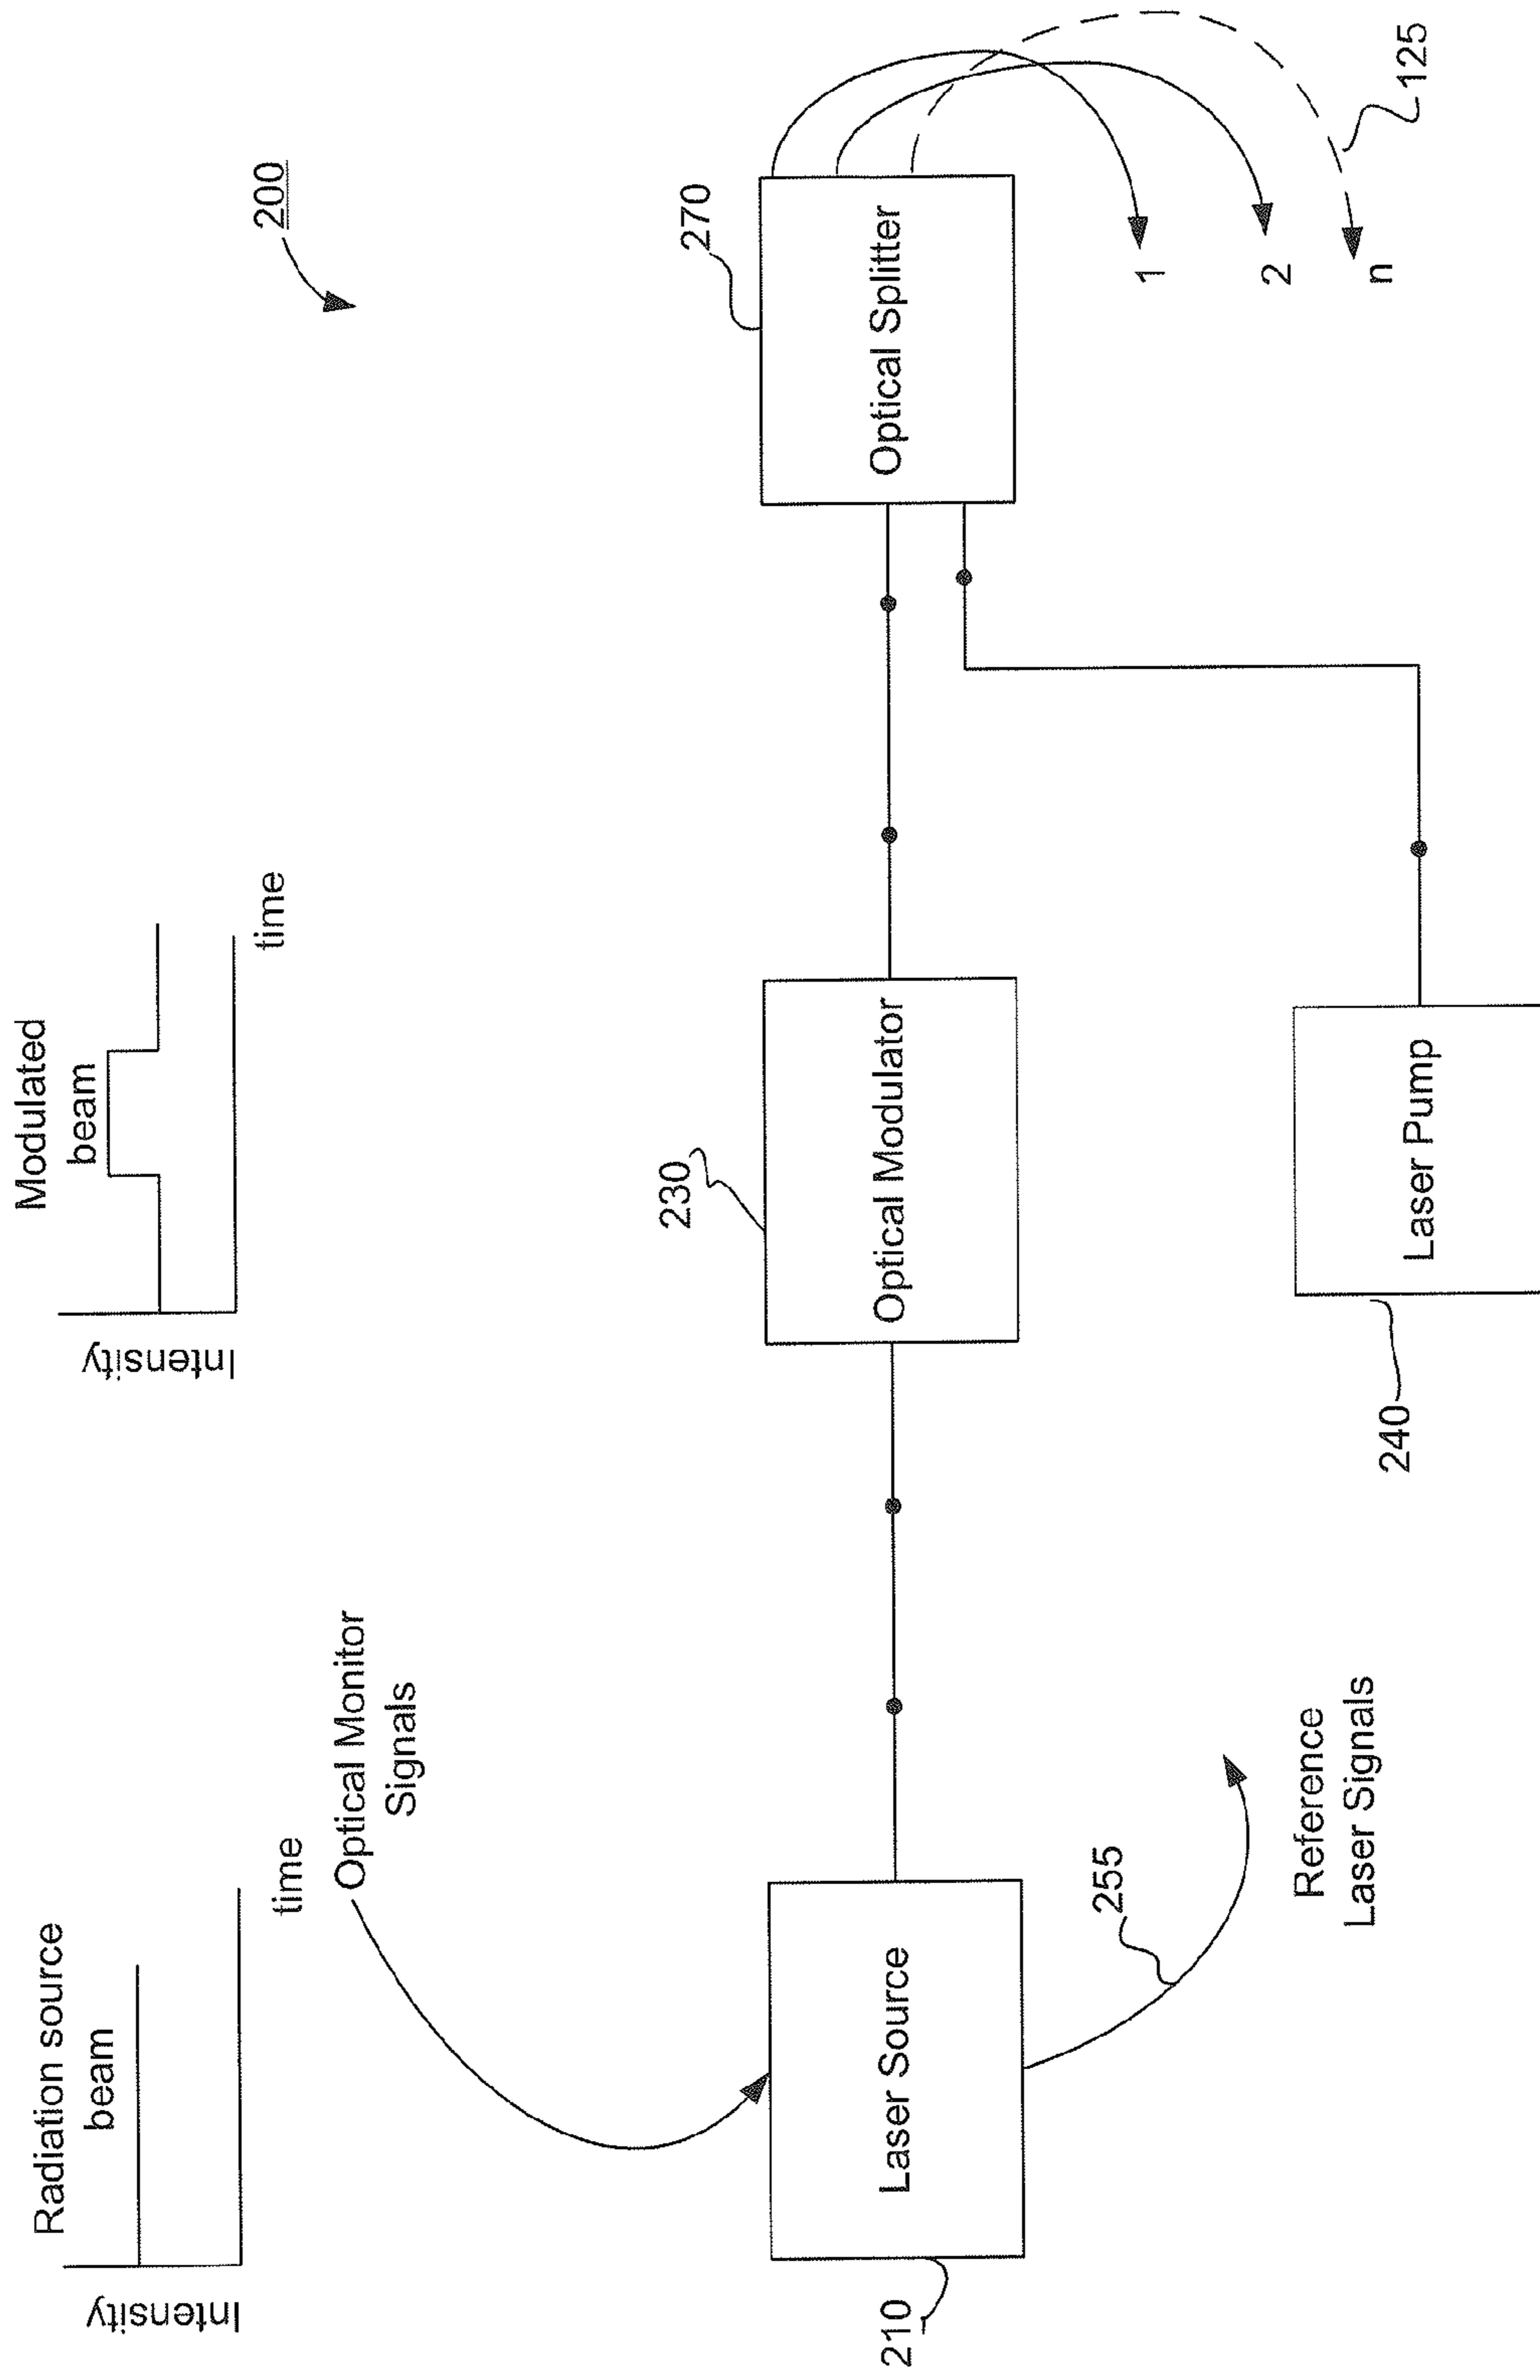 Radiation source
beam
Intensity
time
Modulated
beam
Intensity
time
200
Optical Monitor
Signals
210
Laser Source
255
Reference
Laser Signals
230
Optical Modulator
240
Laser Pump
270
Optical Splitter
1
2
n
125